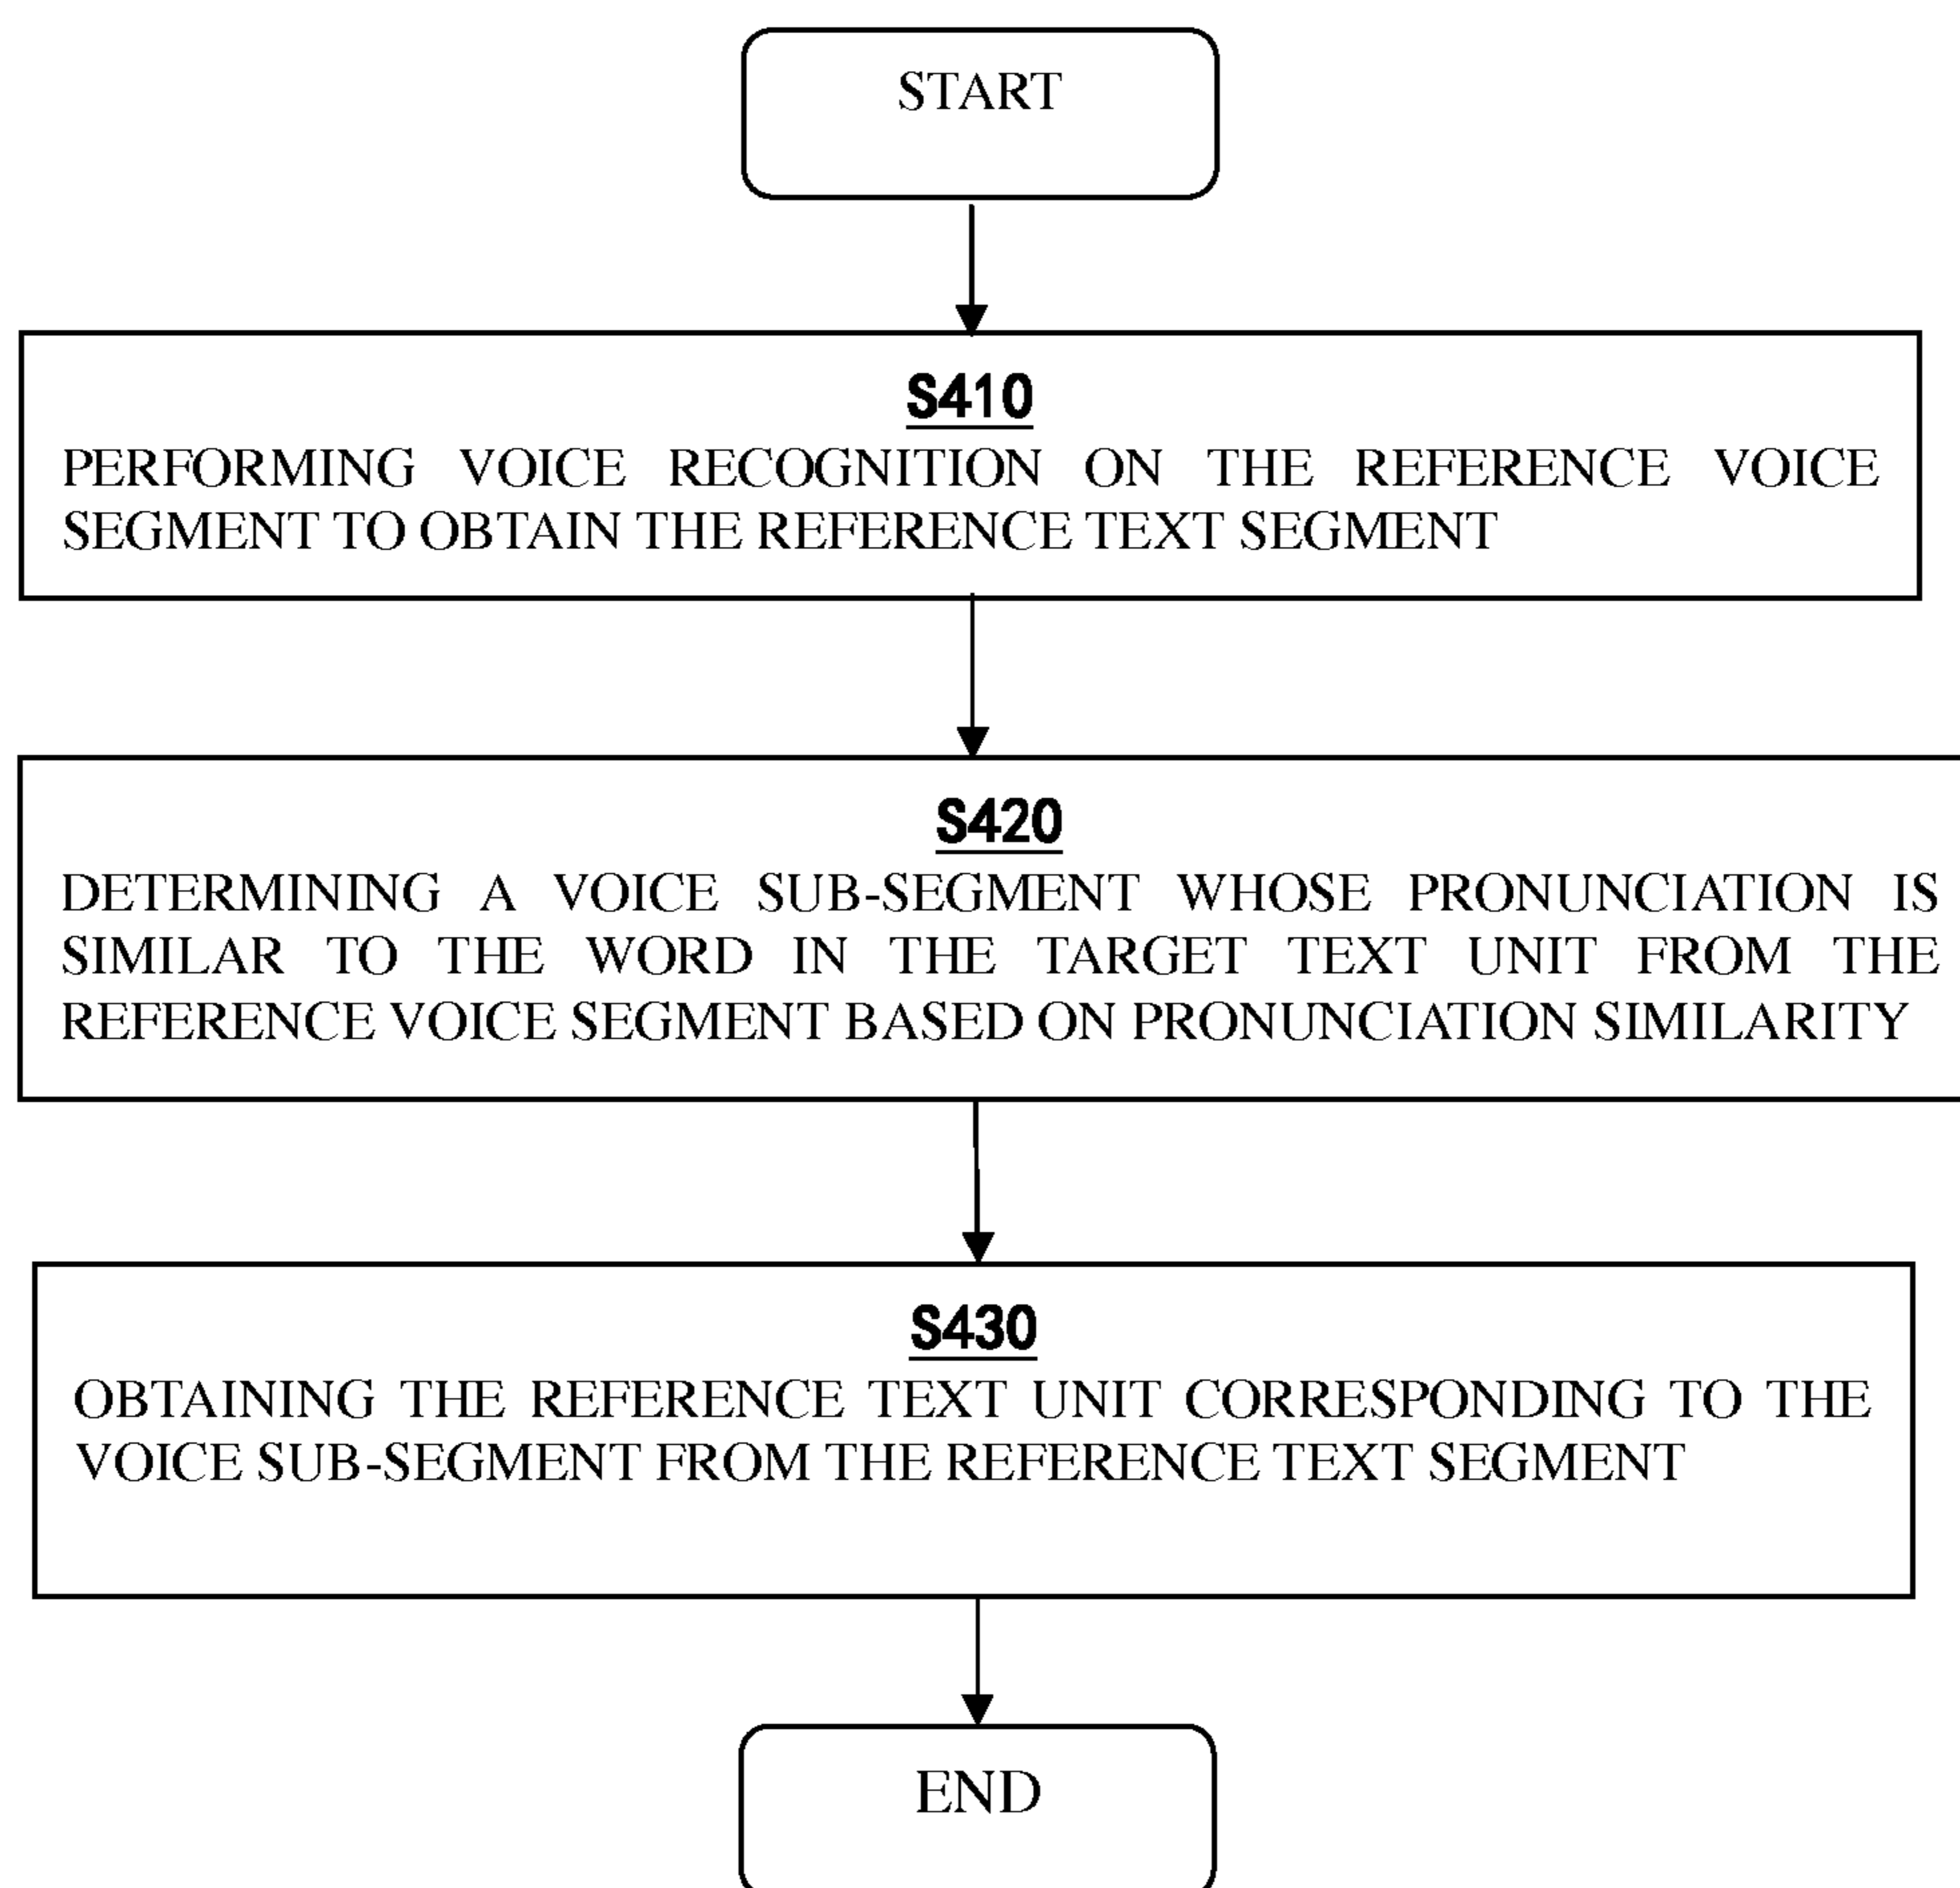 START
S410
PERFORMING VOICE RECOGNITION ON THE REFERENCE VOICE
SEGMENT TO OBTAIN THE REFERENCE TEXT SEGMENT
S420
DETERMINING A VOICE SUB-SEGMENT WHOSE PRONUNCIATION IS
SIMILAR TO THE WORD IN THE TARGET TEXT UNIT FROM THE
REFERENCE VOICE SEGMENT BASED ON PRONUNCIATION SIMILARITY
S430
OBTAINING THE REFERENCE TEXT UNIT CORRESPONDING TO THE
VOICE SUB-SEGMENT FROM THE REFERENCE TEXT SEGMENT
END